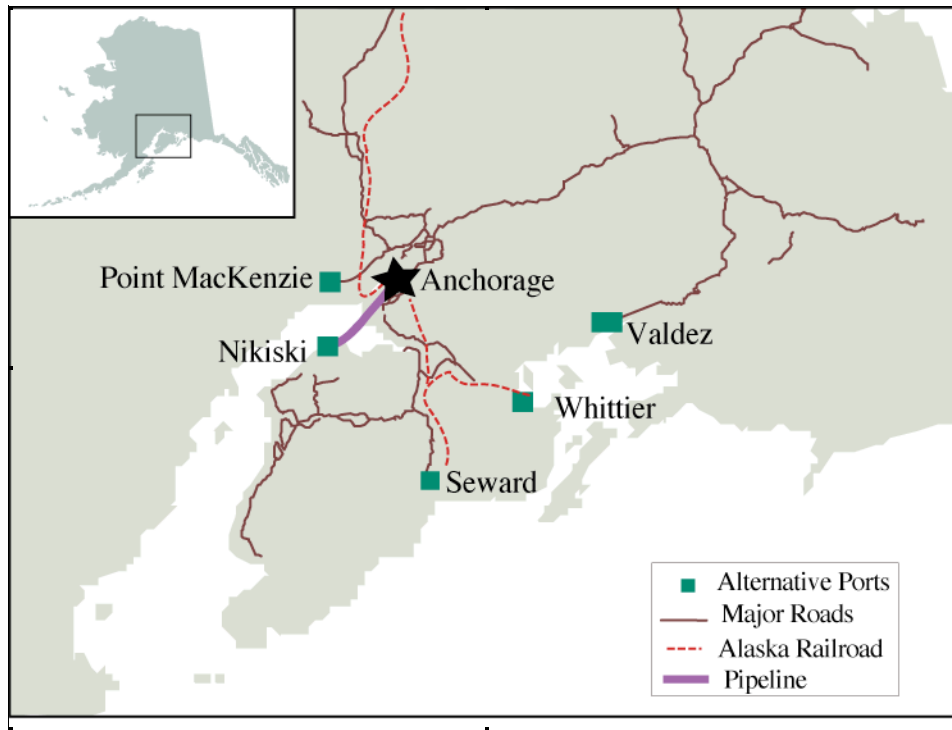 Point MacKenzie
Anchorage
Nikiski
Valdez
Whittier
Seward
Alternative Ports
Major Roads
Alaska Railroad
Pipeline